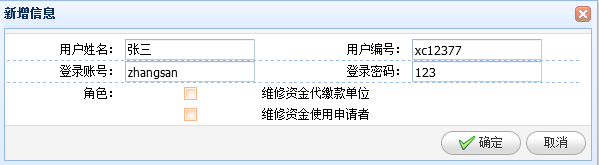 新增信息
用户姓名： 张三 用户编号： xc12377
登录账号： zhangsan 登录密码： 123
角色： 维修资金代缴款单位
维修资金使用申请者
确定 取消